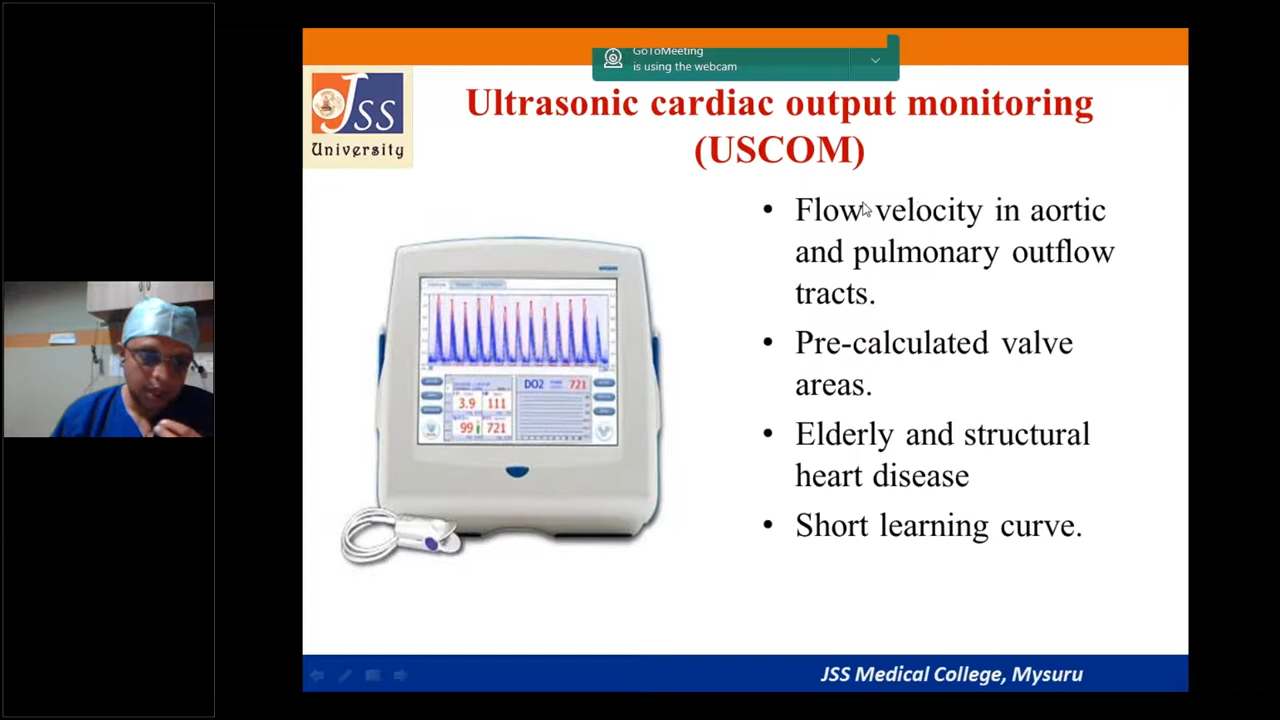 GoToMeeting
is using the webcam
JSS
University
Ultrasonic cardiac output monitoring
(USCOM)
• Flow velocity in aortic
and pulmonary outflow
tracts.
• Pre-calculated valve
areas.
• Elderly and structural
heart disease
• Short learning curve.
DO2 721
3.9 111
99 721
JSS Medical College, Mysuru